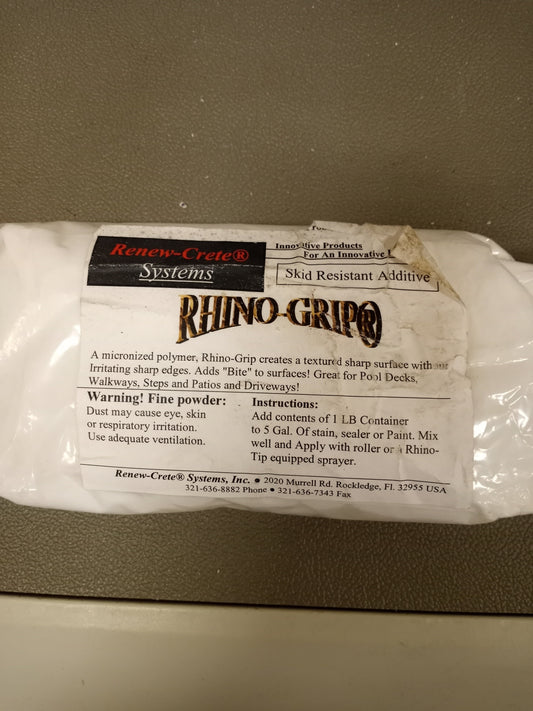 Renew-Crete®
Systems
Innovative Products
For An Innovative
Skid Resistant Additive
RHINO-GRIP®
A micronized polymer, Rhino-Grip creates a textured sharp surface with
Irritating sharp edges. Adds "Bite" to surfaces! Great for Pool Decks,
Walkways, Steps and Patios and Driveways!
Warning! Fine powder:
Dust may cause eye, skin
or respiratory irritation.
Use adequate ventilation.
Instructions:
Add contents of 1 LB Container
to 5 Gal. Of stain, sealer or Paint. Mix
well and Apply with roller or a Rhino-
Tip equipped sprayer.
Renew-Crete® Systems, Inc. ● 2020 Murrell Rd. Rockledge, Fl. 32955 USA
321-636-8882 Phone ● 321-636-7343 Fax